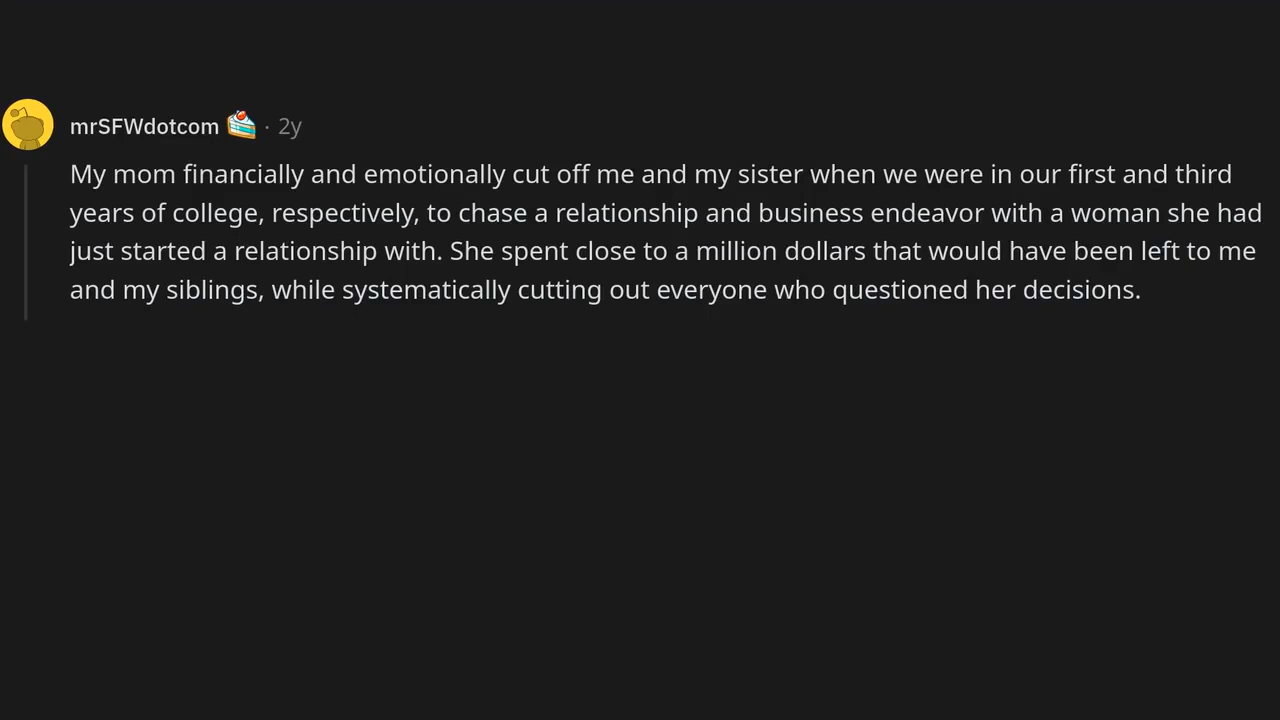 mrSFWdotcom 🍰 · 2y
My mom financially and emotionally cut off me and my sister when we were in our first and third
years of college, respectively, to chase a relationship and business endeavor with a woman she had
just started a relationship with. She spent close to a million dollars that would have been left to me
and my siblings, while systematically cutting out everyone who questioned her decisions.